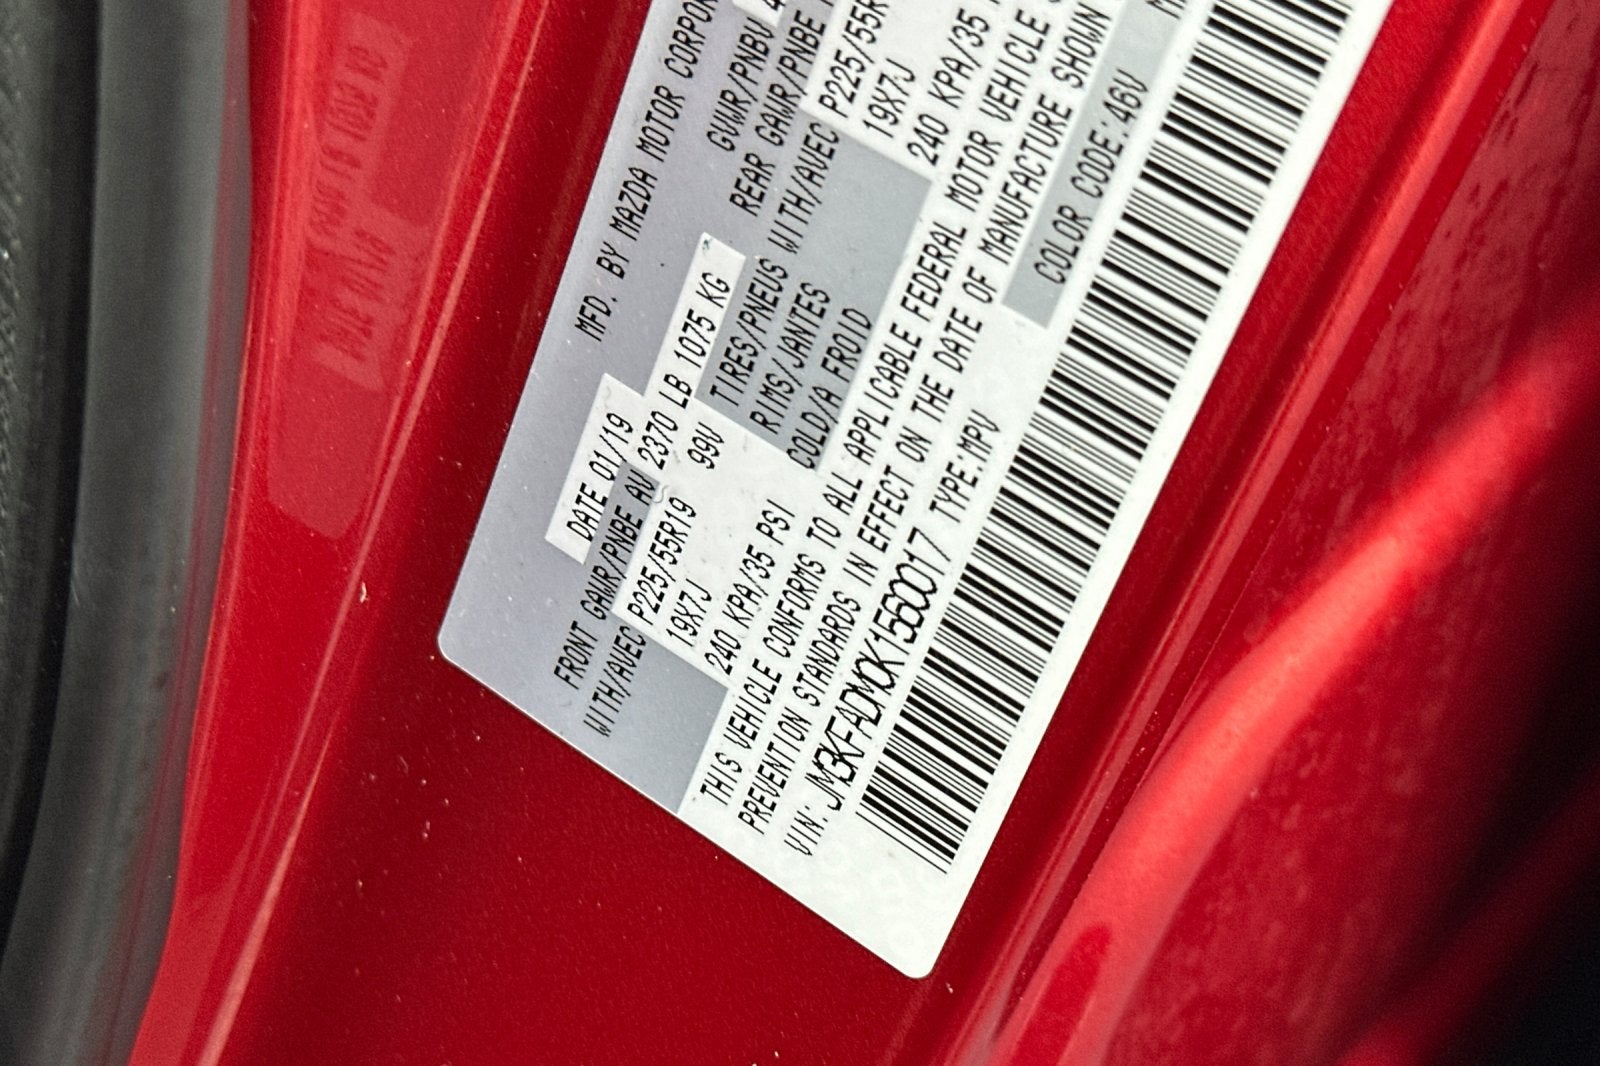 MFD. BY MAZDA MOTOR CORPOR
DATE 01/19
GVWR/PNBV 4
FRONT GAWR/PNBE AV 2370 LB 1075 KG
REAR GAWR/PNBE
WITH/AVEC P225/55R19 99V
TIRES/PNEUS WITH/AVEC P225/55R
19X7J
RIMS/JANTES
19X7J
240 KPA/35 PSI
COLD/A FROID
240 KPA/35
THIS VEHICLE CONFORMS TO ALL APPLICABLE FEDERAL MOTOR VEHICLE
PREVENTION STANDARDS IN EFFECT ON THE DATE OF MANUFACTURE SHOWN
VIN: JM3KFADM0K1560017 TYPE:MPV
COLOR CODE:46V